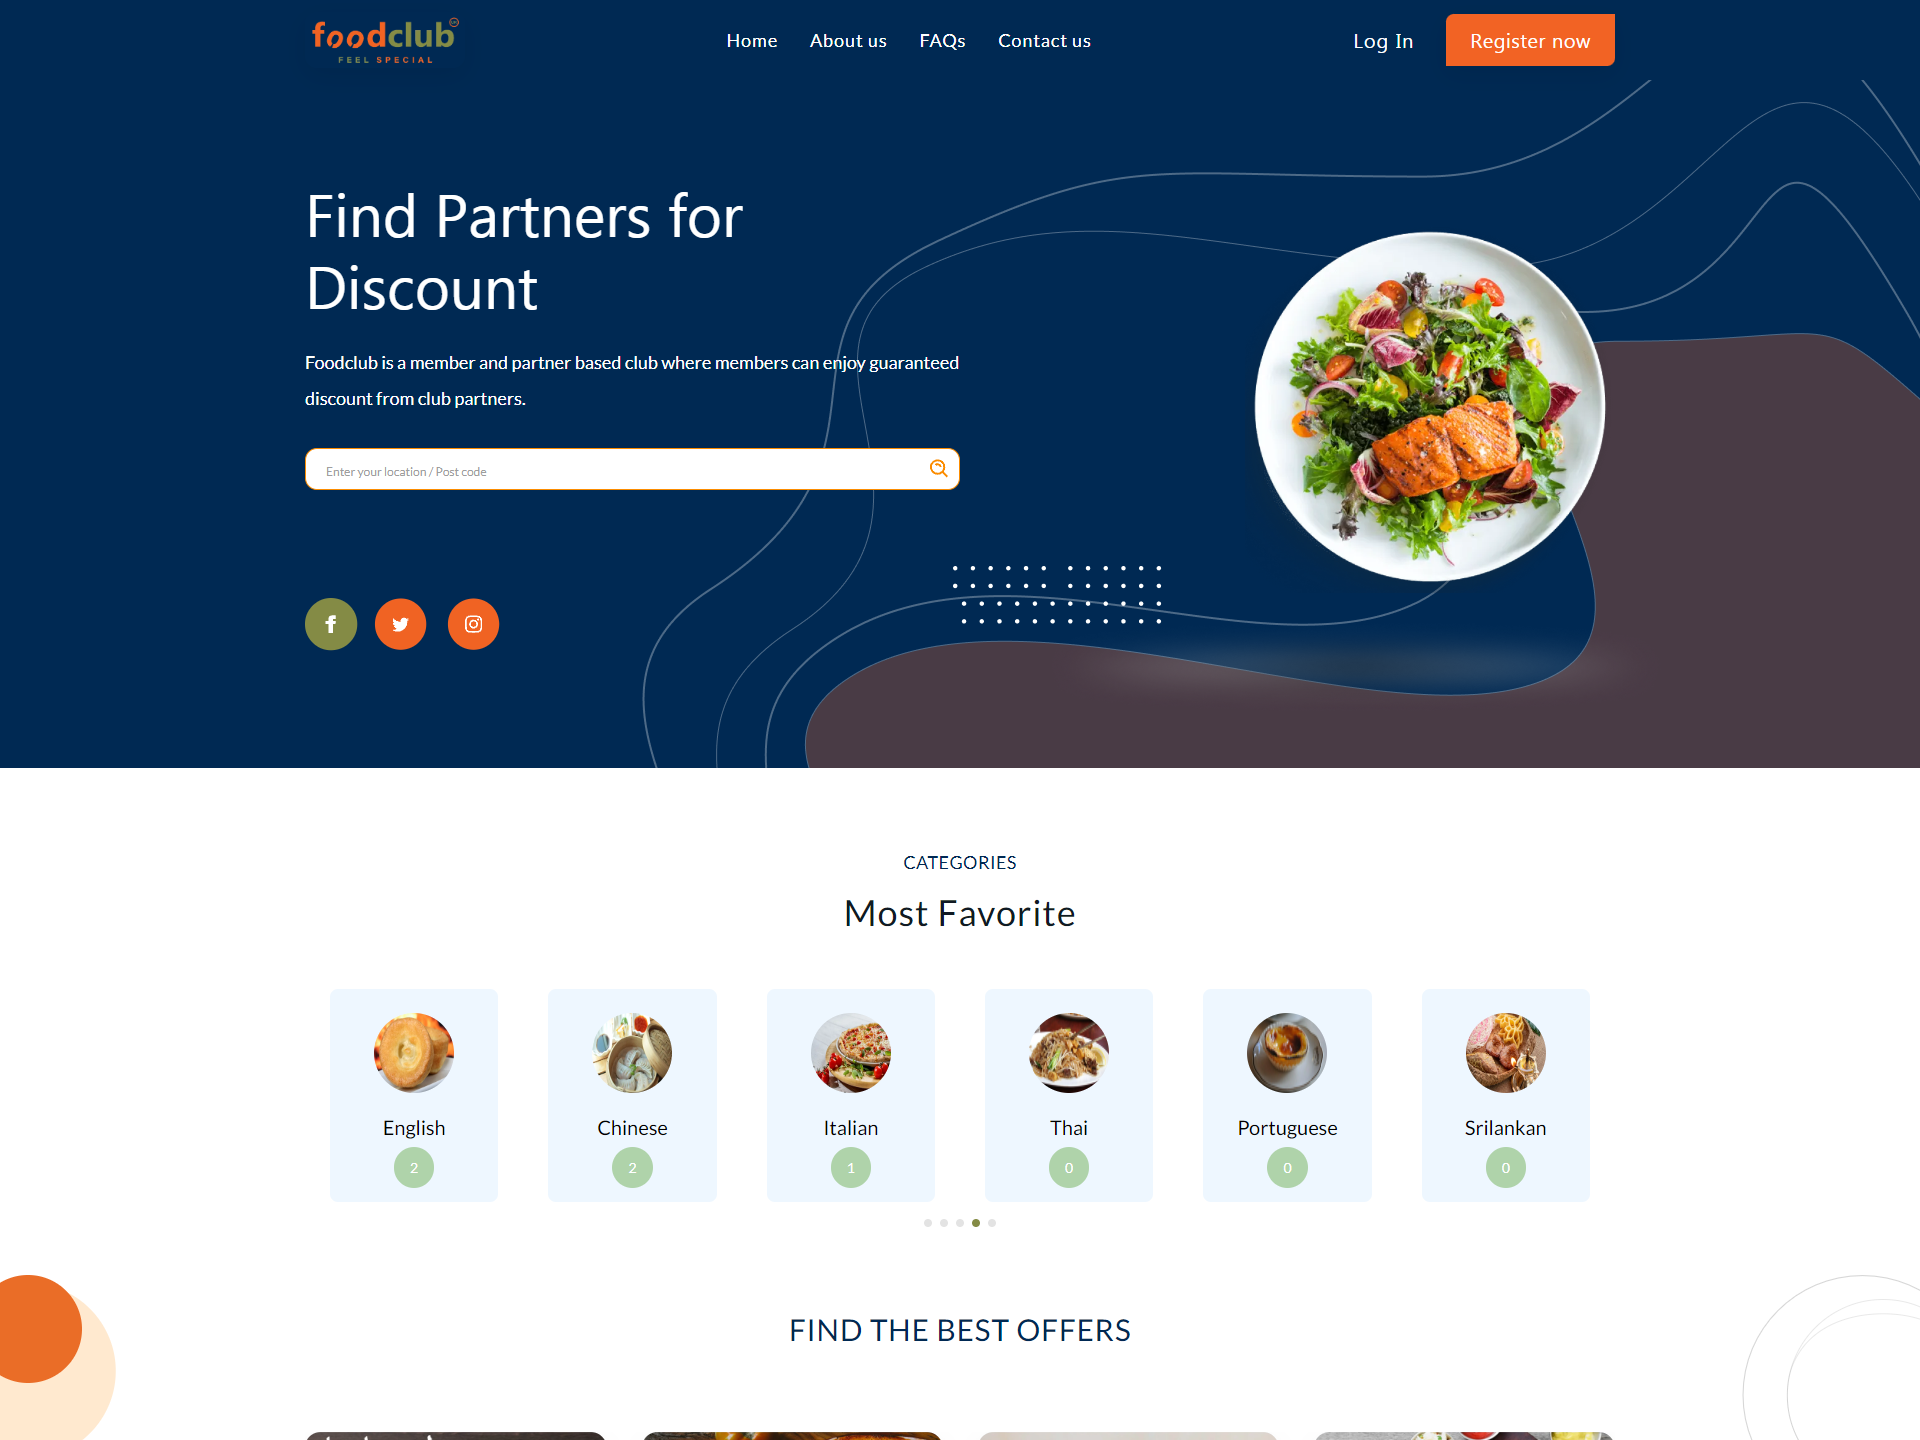 foodclub
FEEL SPECIAL
Home
About us
FAQs
Contact us
Log In
Register now
Find Partners for
Discount
Foodclub is a member and partner based club where members can enjoy guaranteed
discount from club partners.
Enter your location / Post code
CATEGORIES
Most Favorite
English
2
Chinese
2
Italian
1
Thai
0
Portuguese
0
Srilankan
0
FIND THE BEST OFFERS